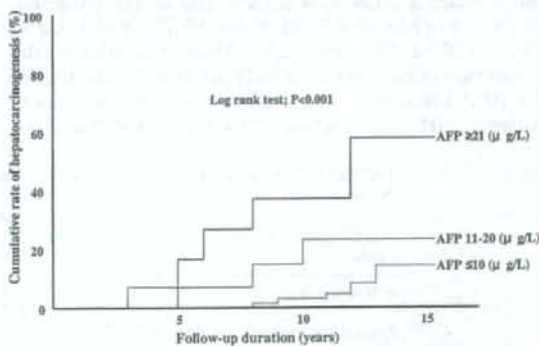 Cumulative rate of hepatocarcinogenesis (%)
100
80
60
40
20
0
Log rank test; P<0.001
AFP ≥21 (μ g/L)
AFP 11-20 (μ g/L)
AFP ≤10 (μ g/L)
5
10
15
Follow-up duration (years)